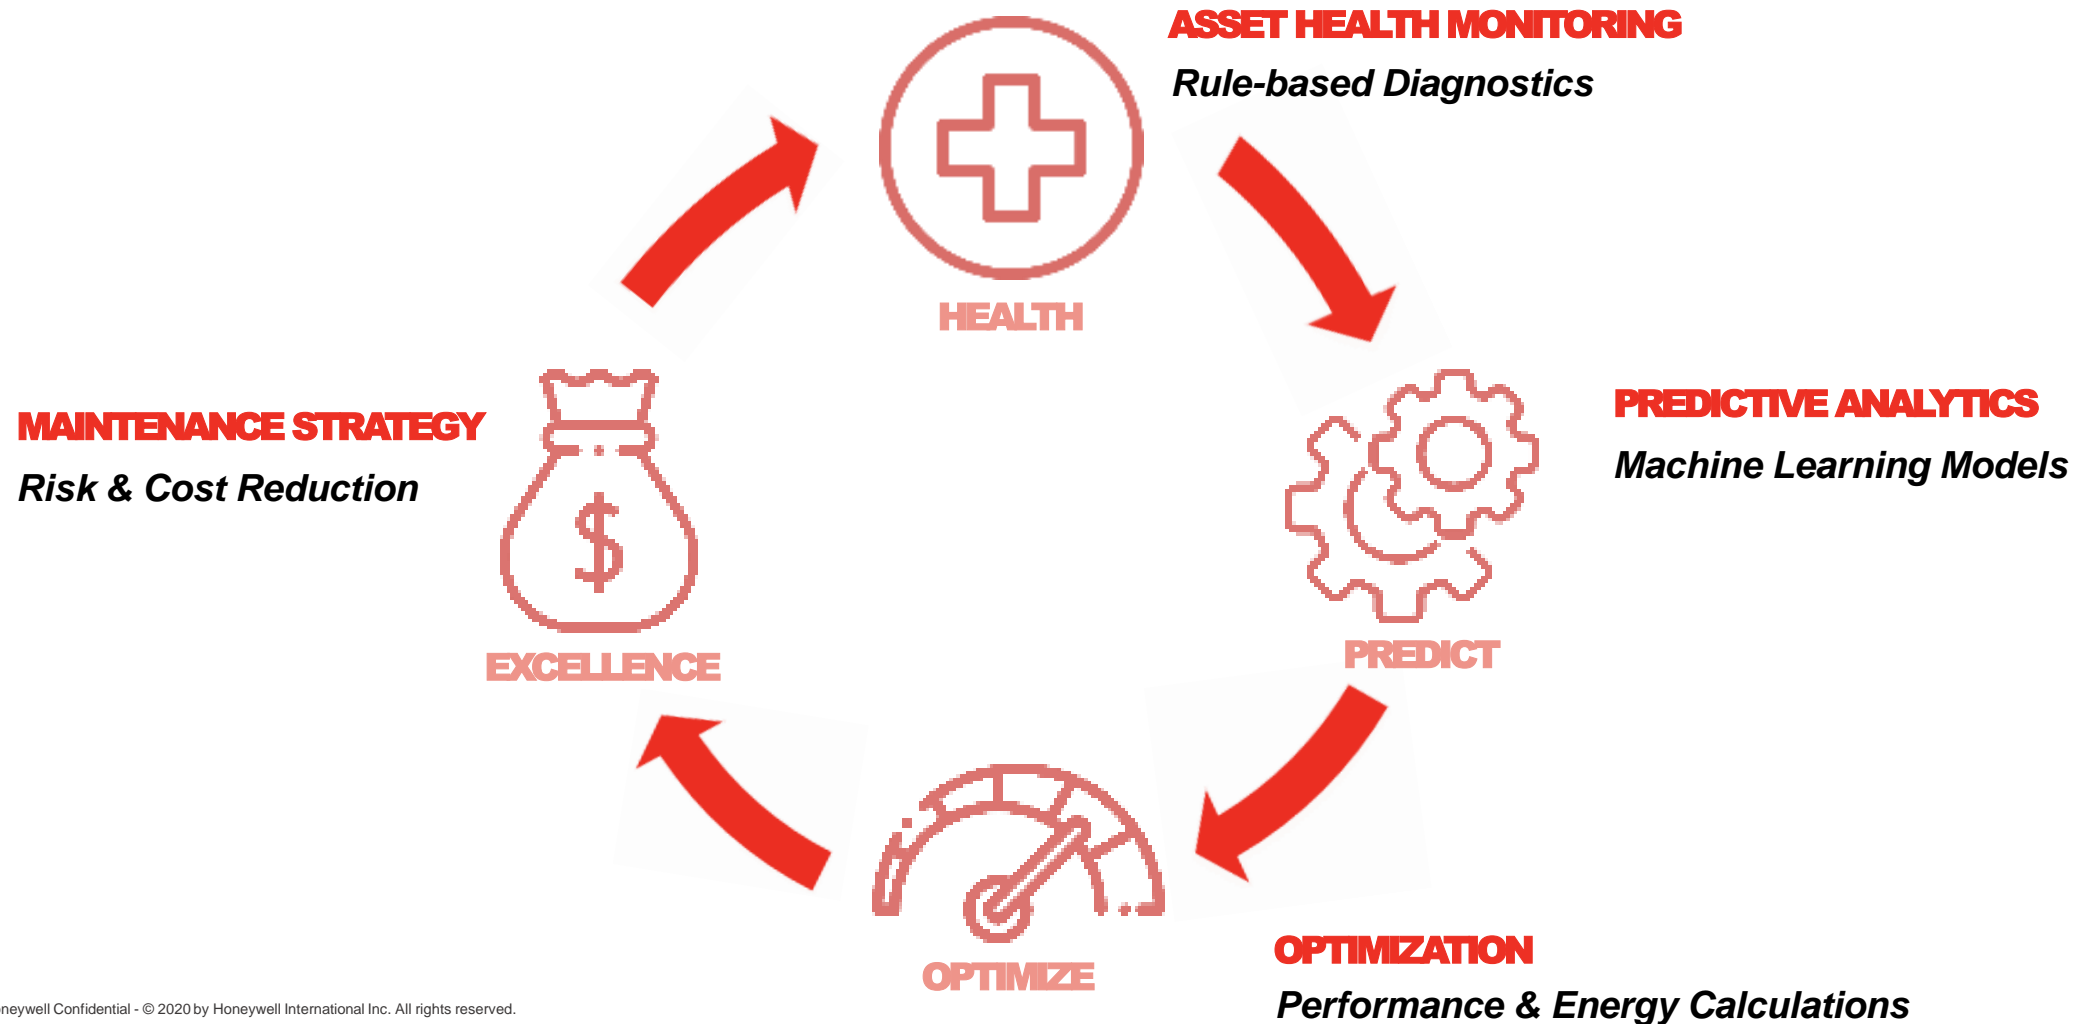 ASSET HEALTH MONITORING
Rule-based Diagnostics
HEALTH
PREDICTIVE ANALYTICS
Machine Learning Models
PREDICT
MAINTENANCE STRATEGY
Risk & Cost Reduction
$
EXCELLENCE
OPTIMIZE
OPTIMIZATION
Performance & Energy Calculations
oneywell Confidential - © 2020 by Honeywell International Inc. All rights reserved.